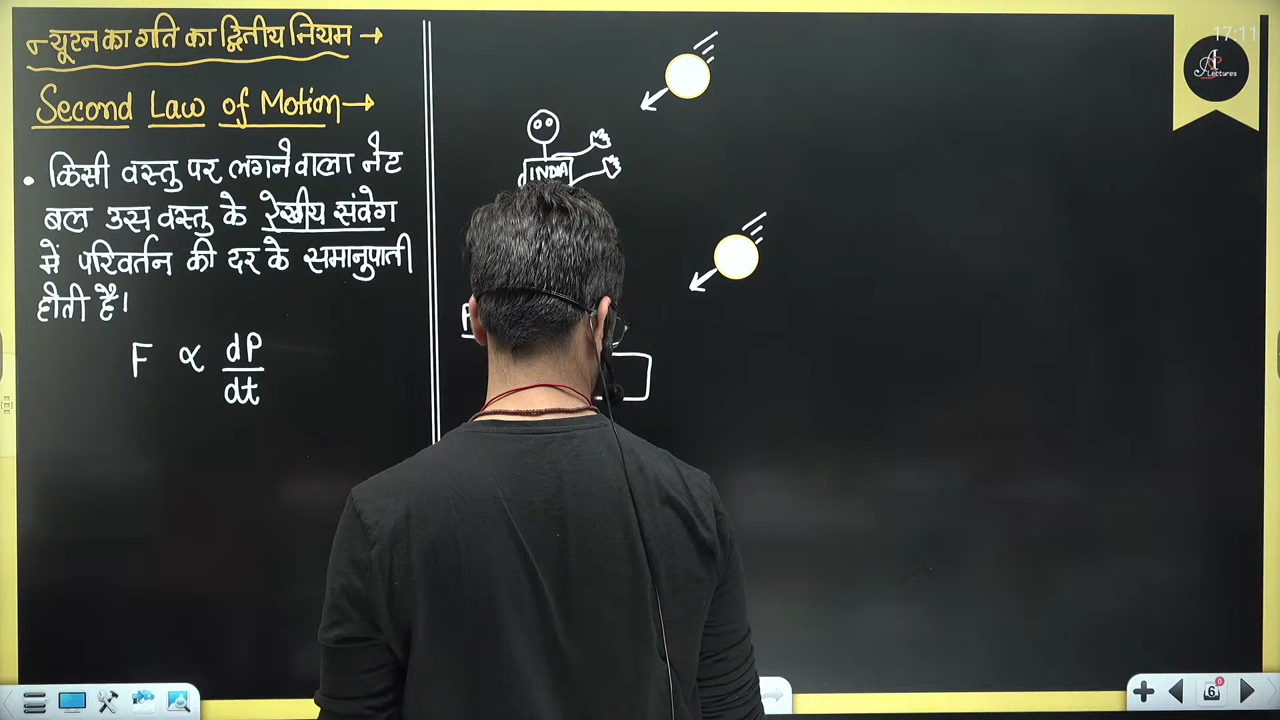 न्यूटन का गति का द्वितीय नियम →
Second Law of Motion →
• किसी वस्तु पर लगने वाला नेट
बल उस वस्तु के रेखीय संवेग
में परिवर्तन की दर के समानुपाती
होती है।
F ∝ dP/dt
INDIA
17:11
Lectures
6
0